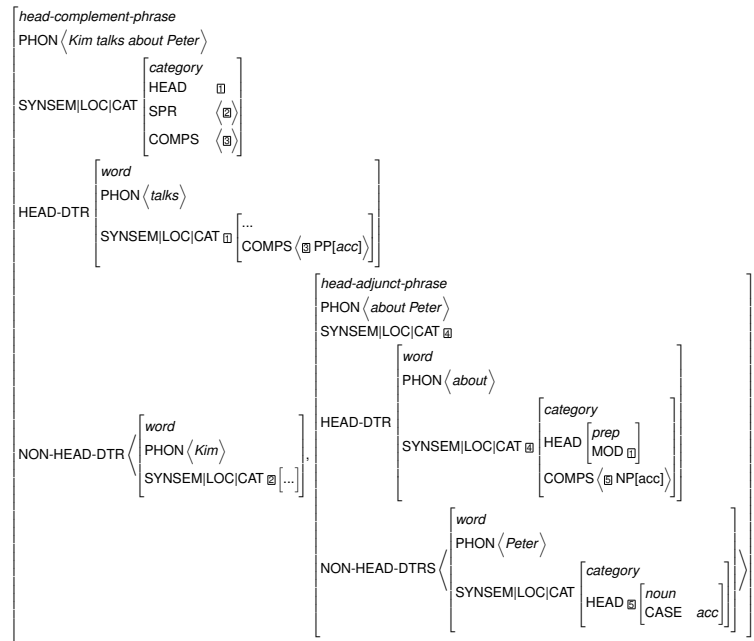 head-complement-phrase
PHON ⟨Kim talks about Peter⟩
category
HEAD 1
SYNSEM|LOC|CAT SPR ⟨2⟩
COMPS ⟨3⟩
word
PHON ⟨talks⟩
HEAD-DTR
SYNSEM|LOC|CAT 1 ...
COMPS ⟨3 PP[acc]⟩
head-adjunct-phrase
PHON ⟨about Peter⟩
SYNSEM|LOC|CAT 4
word
PHON ⟨about⟩
HEAD-DTR
category
SYNSEM|LOC|CAT 4 HEAD prep
MOD 1
COMPS ⟨5 NP[acc]⟩
word
NON-HEAD-DTR PHON ⟨Kim⟩ ,
SYNSEM|LOC|CAT 2 [...]
word
PHON ⟨Peter⟩
NON-HEAD-DTRS
category
SYNSEM|LOC|CAT HEAD 5 noun
CASE acc